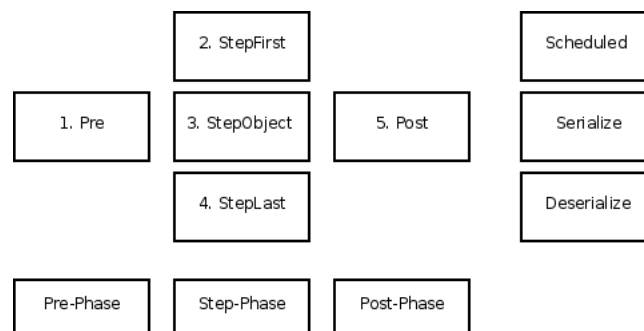 2. StepFirst
Scheduled
1. Pre
3. StepObject
5. Post
Serialize
4. StepLast
Deserialize
Pre-Phase
Step-Phase
Post-Phase